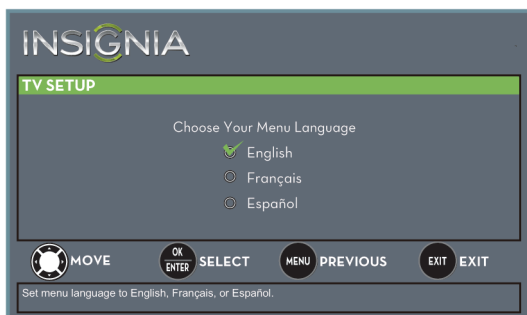 INSIGNIA
TV SETUP
Choose Your Menu Language
English
Français
Español
MOVE OK ENTER SELECT MENU PREVIOUS EXIT EXIT
Set menu language to English, Français, or Español.